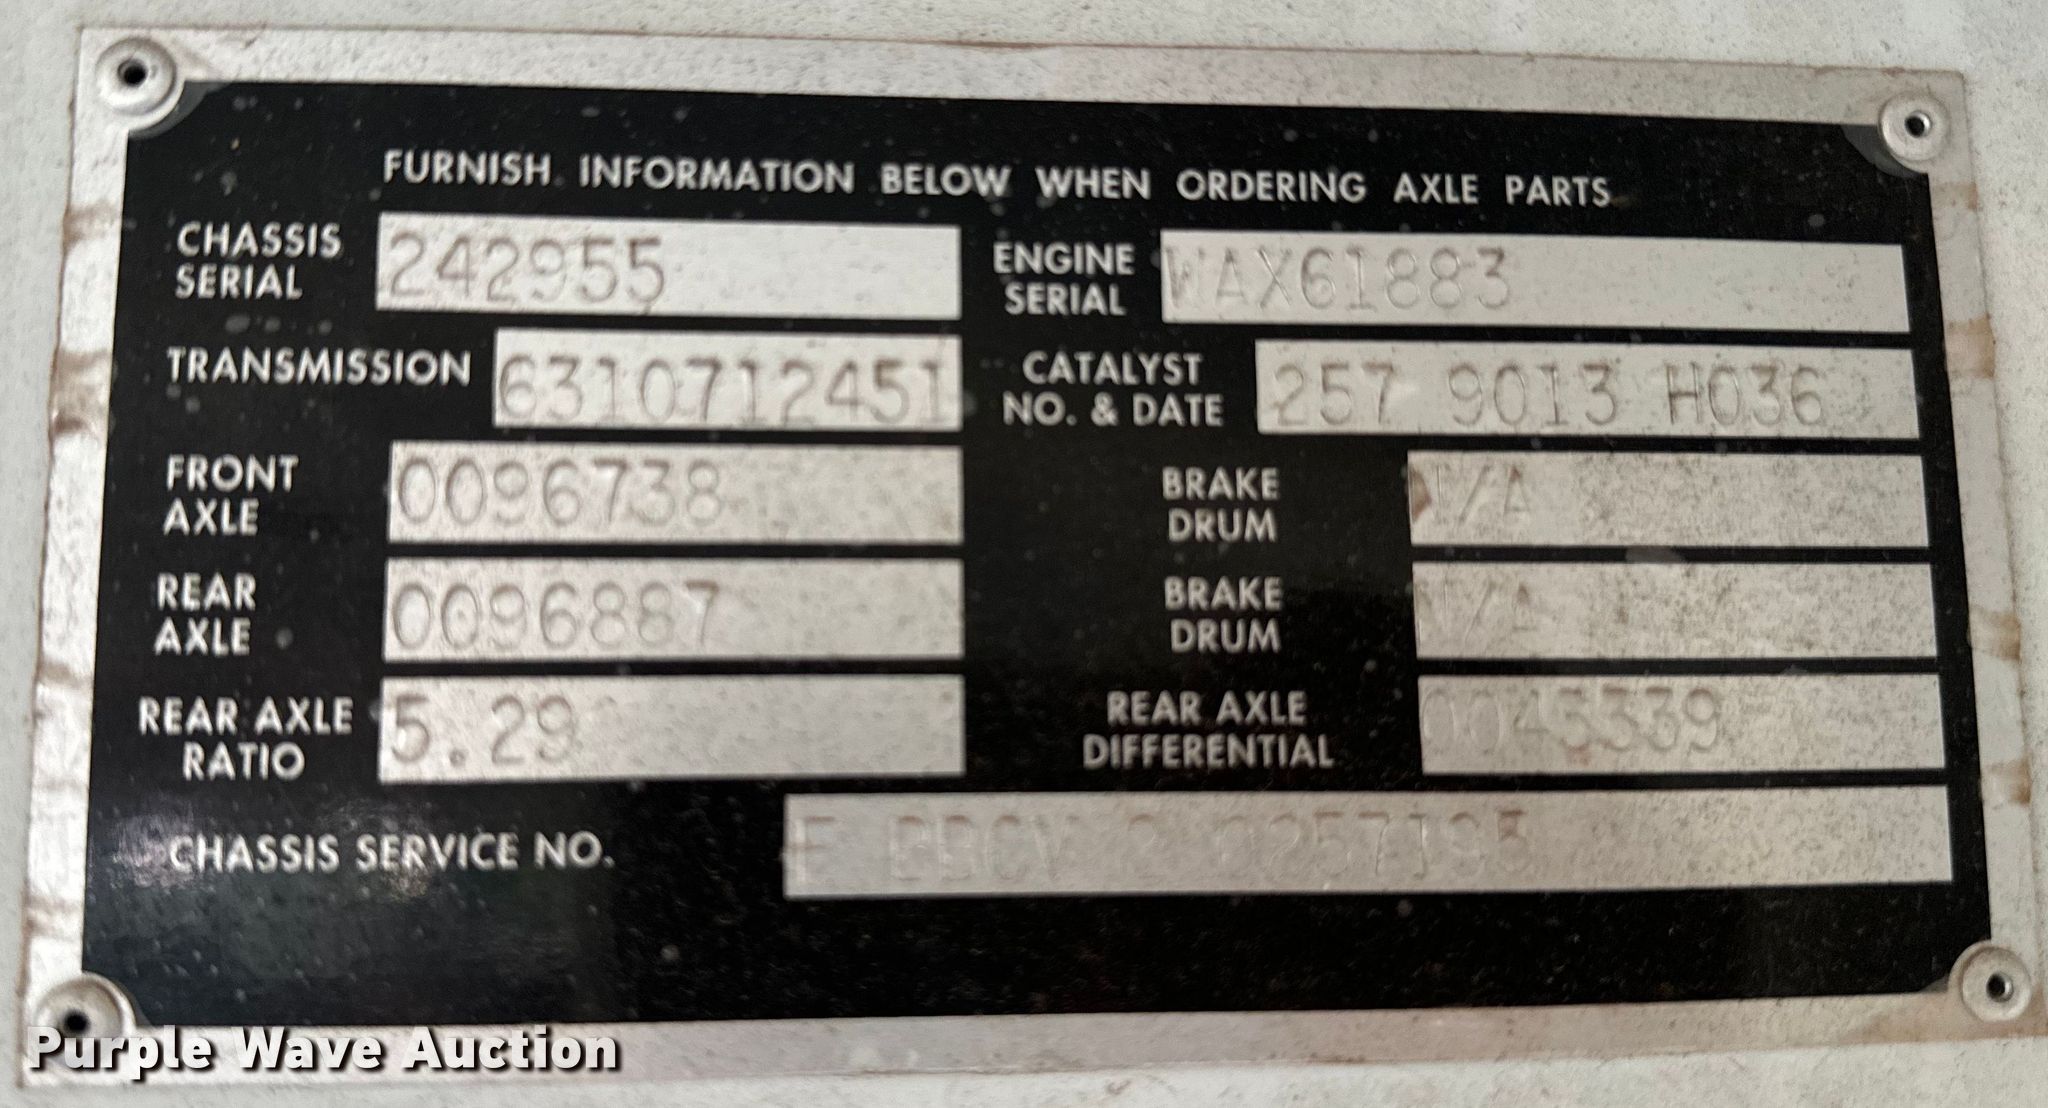 FURNISH INFORMATION BELOW WHEN ORDERING AXLE PARTS
CHASSIS SERIAL 242955
ENGINE SERIAL WAX61883
TRANSMISSION 6310712451
CATALYST NO. & DATE 257 9013 H036
FRONT AXLE 0096738
BRAKE DRUM N/A
REAR AXLE 0096887
BRAKE DRUM N/A
REAR AXLE RATIO 5.29
REAR AXLE DIFFERENTIAL
CHASSIS SERVICE NO.
Purple Wave Auction